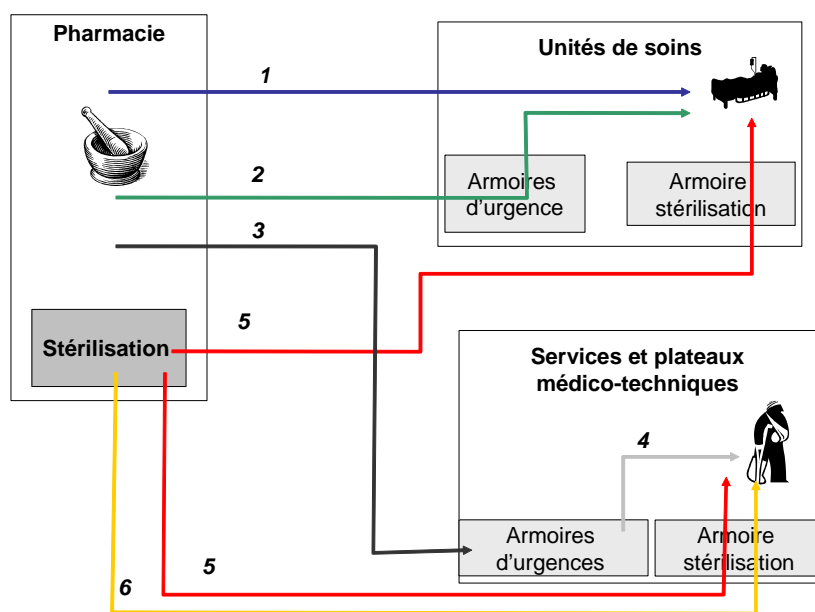 Pharmacie
Unités de soins
1
2
Armoires
d'urgence
Armoire
stérilisation
3
5
Stérilisation
Services et plateaux
médico-techniques
4
Armoires
d'urgences
Armoire
stérilisation
5
6